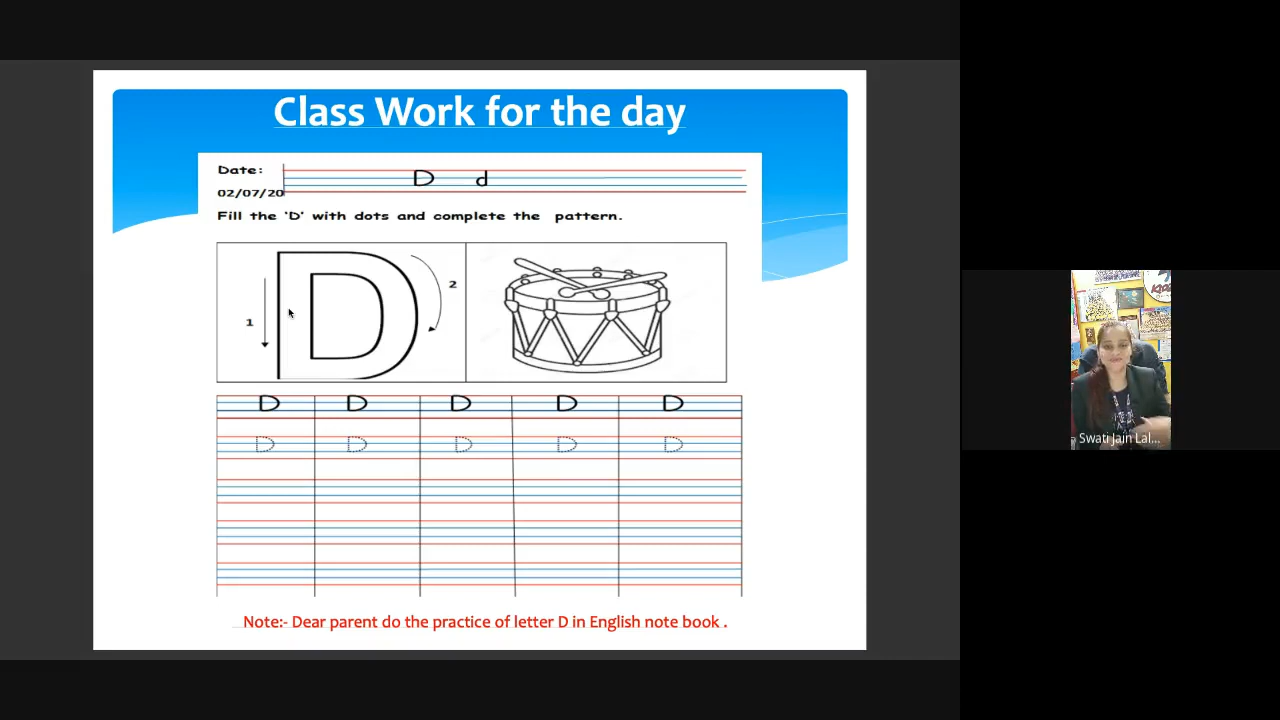 Class Work for the day
Date:
D d
02/07/20
Fill the 'D' with dots and complete the pattern.
1
2
D D D D D
D D D D D
Note:- Dear parent do the practice of letter D in English note book .
Swati Jain Lal...